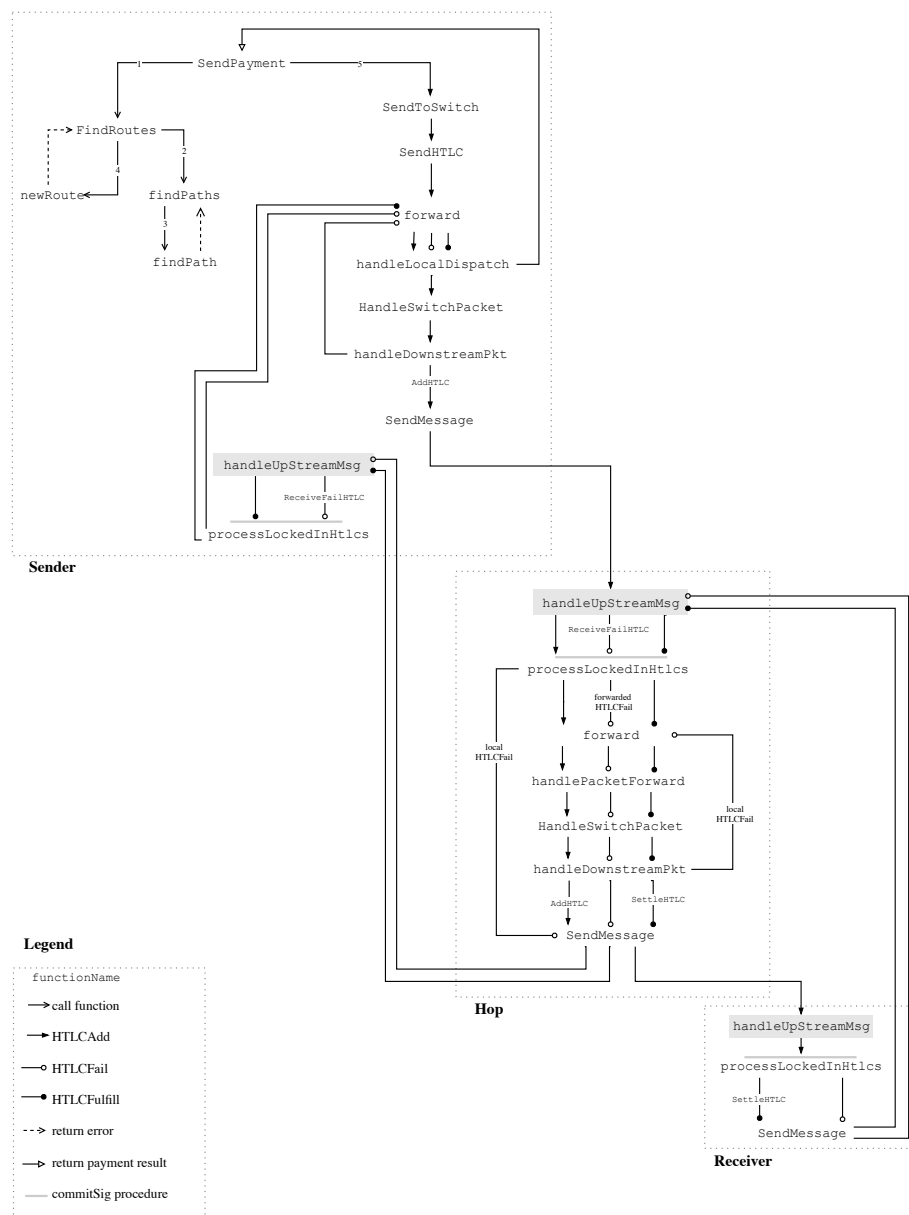 1
SendPayment
5
SendToSwitch
FindRoutes
2
4
SendHTLC
newRoute
findPaths
3
forward
findPath
handleLocalDispatch
HandleSwitchPacket
handleDownstreamPkt
AddHTLC
SendMessage
handleUpStreamMsg
ReceiveFailHTLC
processLockedInHtlcs
Sender
handleUpStreamMsg
ReceiveFailHTLC
processLockedInHtlcs
forwarded
HTLCFail
forward
local
HTLCFail
handlePacketForward
local
HTLCFail
HandleSwitchPacket
handleDownstreamPkt
AddHTLC
SettleHTLC
SendMessage
Hop
handleUpStreamMsg
processLockedInHtlcs
SettleHTLC
SendMessage
Receiver
Legend
functionName
call function
HTLCAdd
HTLCFail
HTLCFulfill
return error
return payment result
commitSig procedure